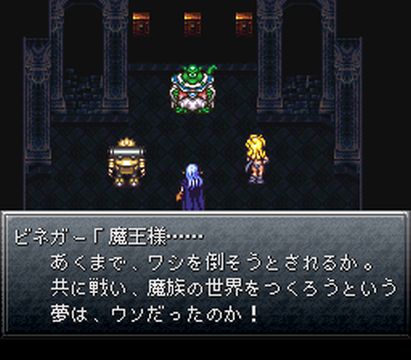 ビネガー「魔王様……
あくまで、ワシを倒そうとされるか。
共に戦い、魔族の世界をつくろうという
夢は、ウソだったのか！